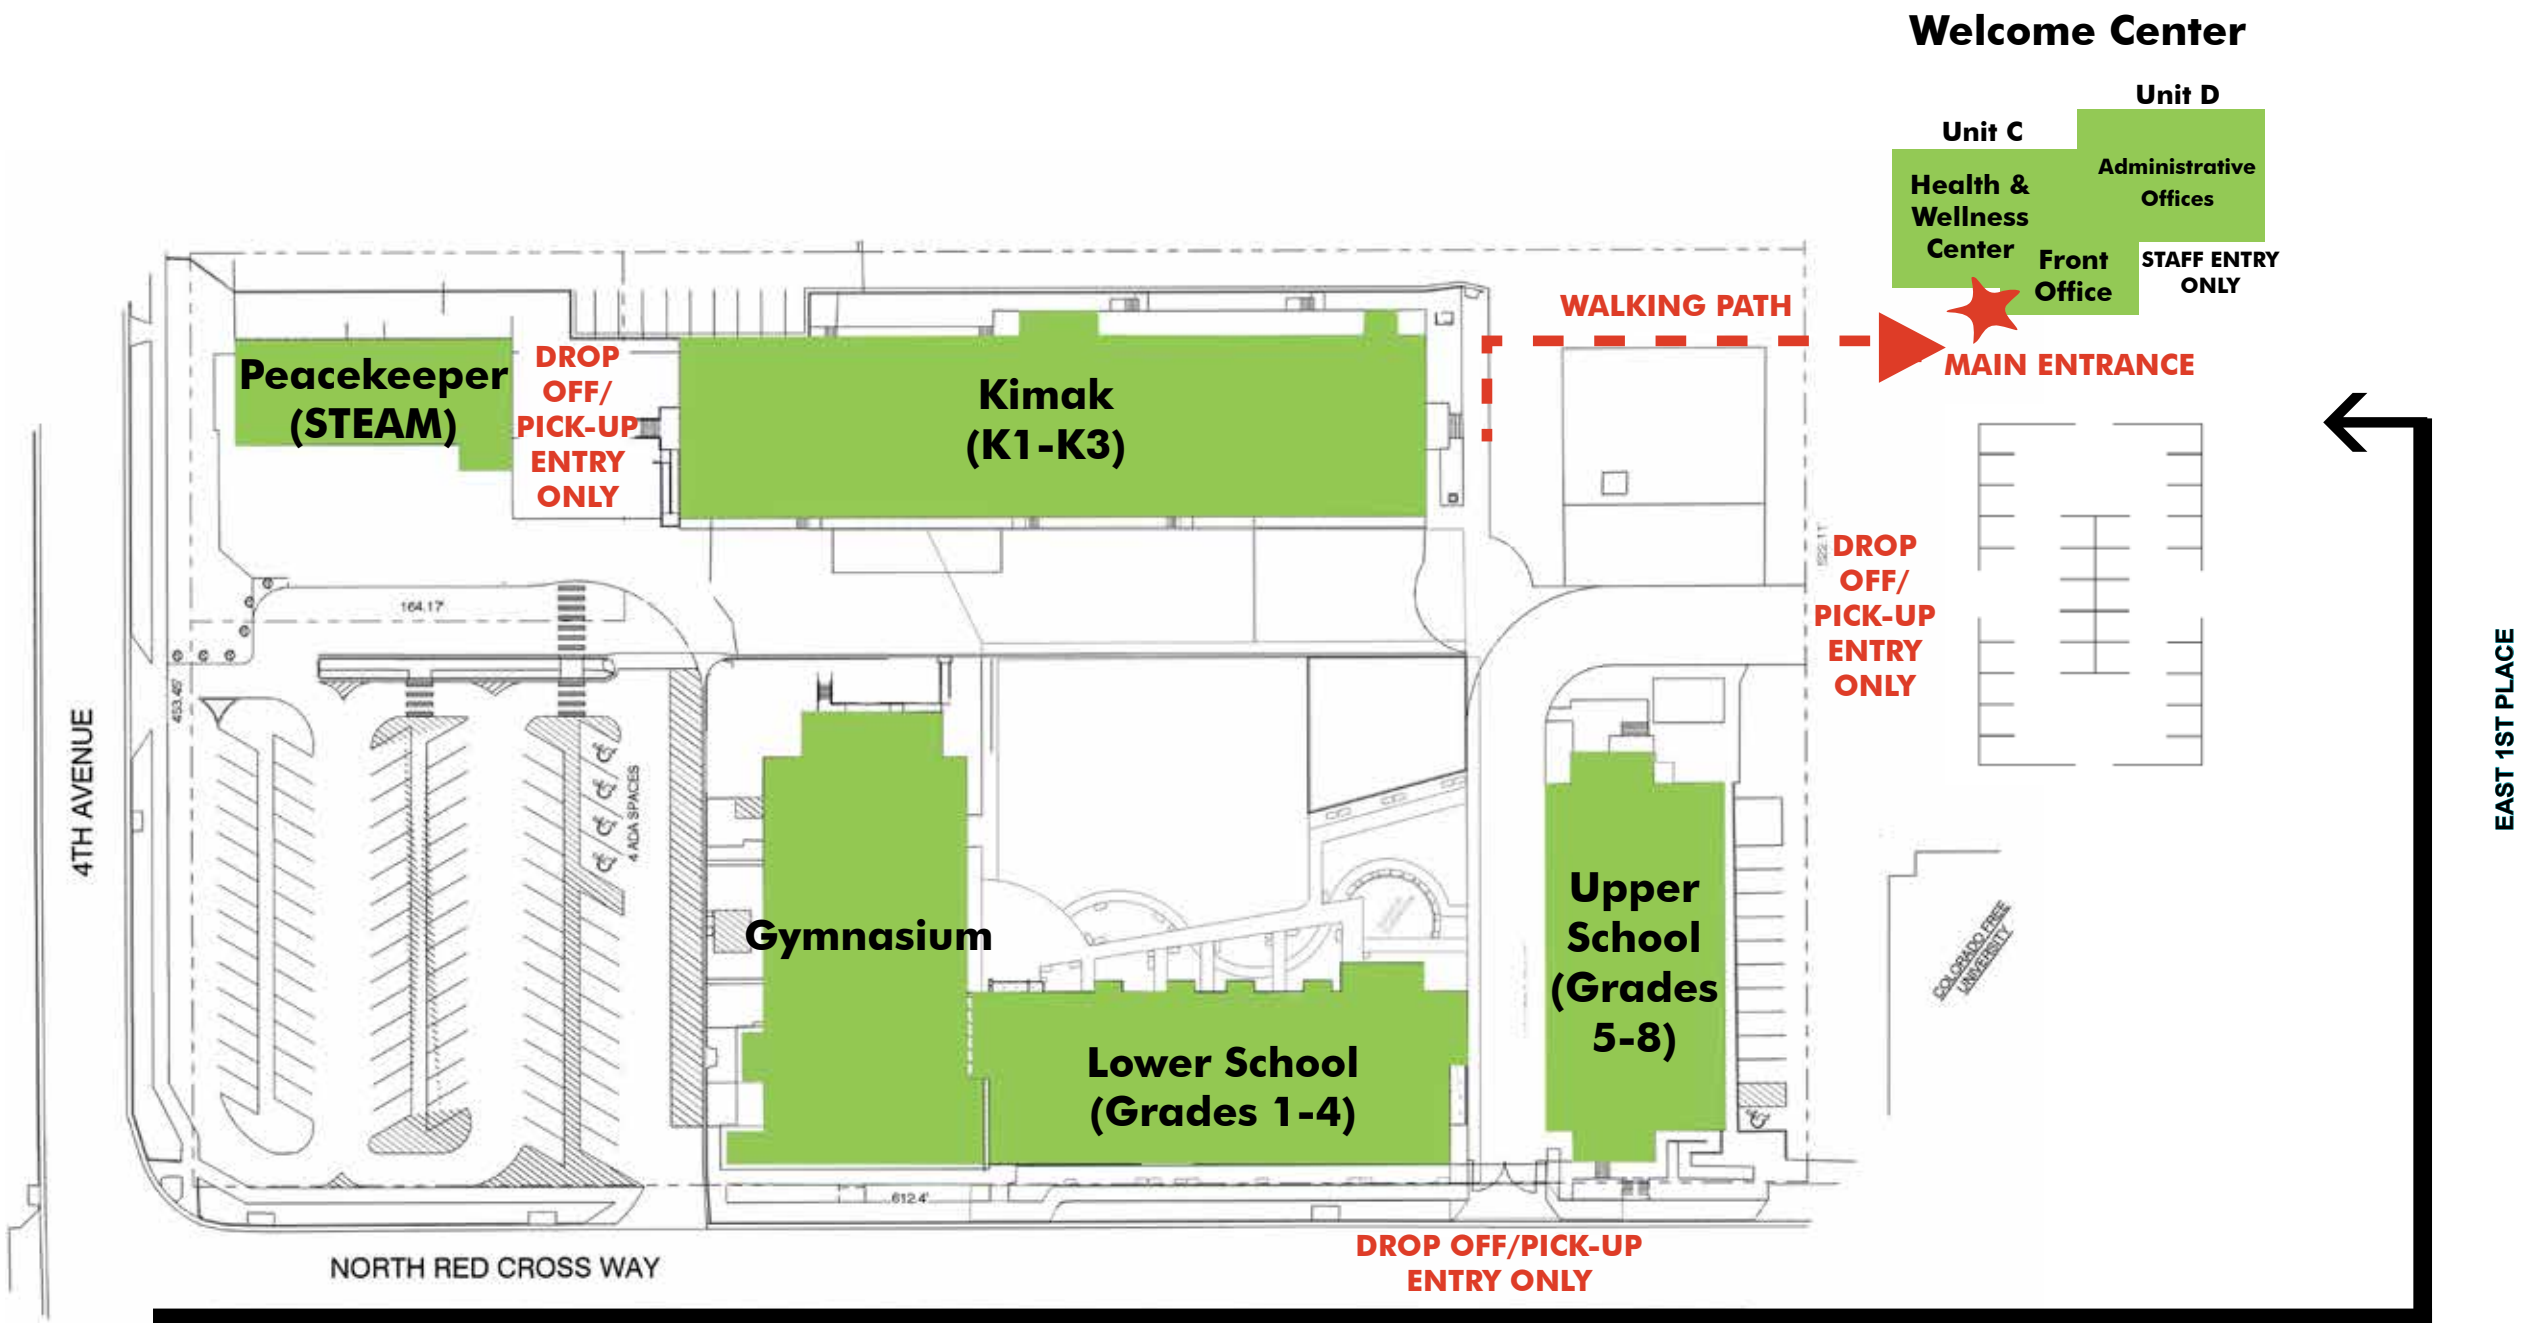 Welcome Center
Unit D
Unit C
Administrative
Offices
Health &
Wellness
Center
Front
Office
STAFF ENTRY
ONLY
WALKING PATH
MAIN ENTRANCE
Peacekeeper
(STEAM)
DROP
OFF/
PICK-UP
ENTRY
ONLY
Kimak
(K1-K3)
DROP
OFF/
PICK-UP
ENTRY
ONLY
164.17'
453.45'
4TH AVENUE
4 ADA SPACES
EAST 1ST PLACE
Gymnasium
Upper
School
(Grades
5-8)
COLORADO FREE
UNIVERSITY
Lower School
(Grades 1-4)
612.4'
NORTH RED CROSS WAY
DROP OFF/PICK-UP
ENTRY ONLY